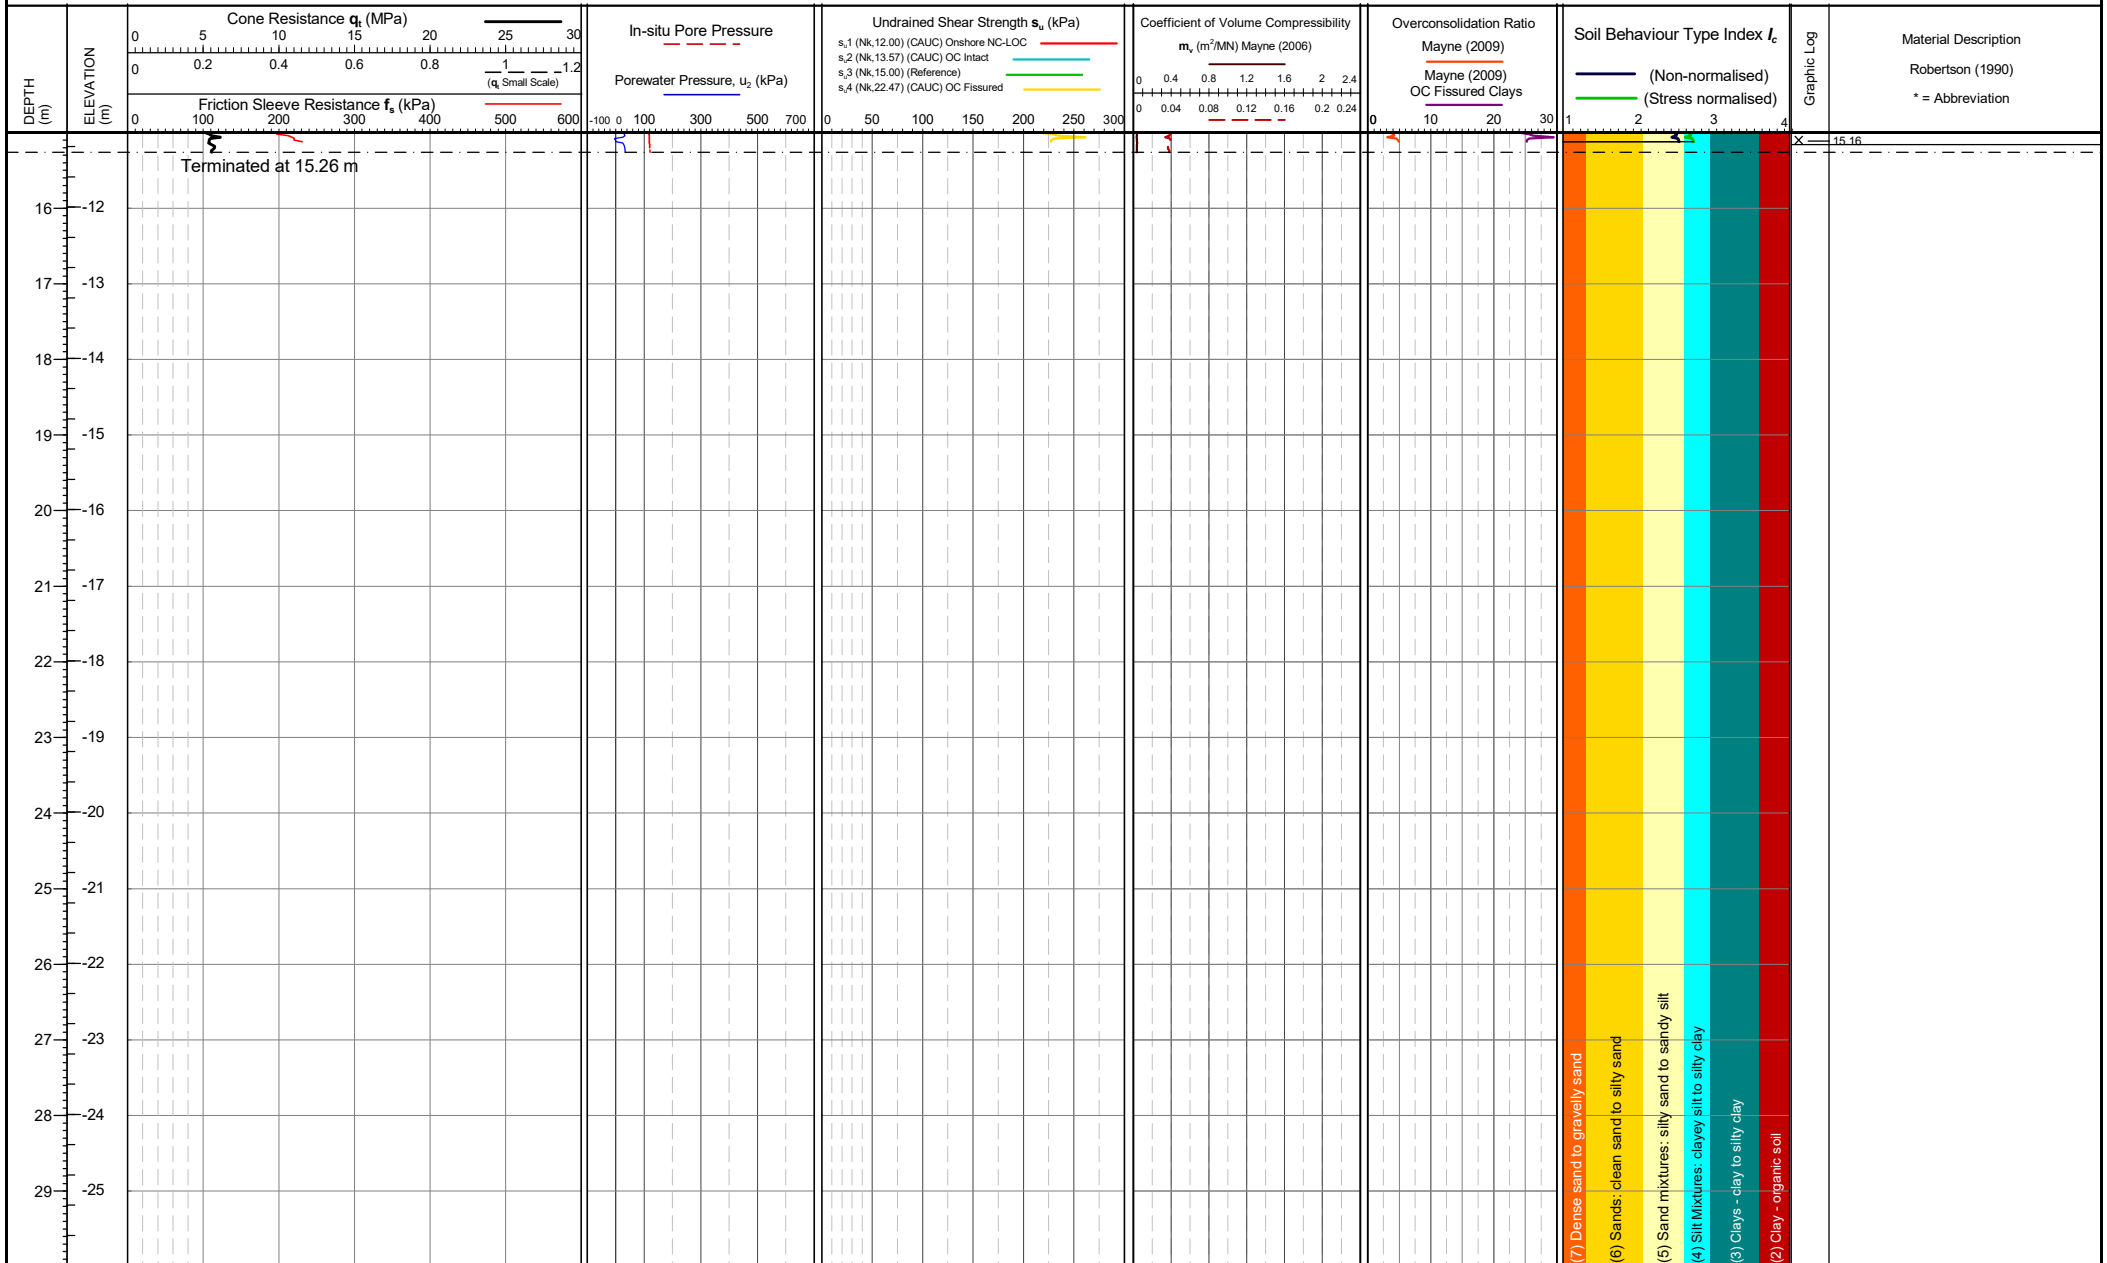 DEPTH (m)
ELEVATION (m)
Cone Resistance qt (MPa)
0 5 10 15 20 25 30
0 0.2 0.4 0.6 0.8 1 1.2
(qt Small Scale)
Friction Sleeve Resistance fs (kPa)
0 100 200 300 400 500 600
In-situ Pore Pressure
Porewater Pressure, u2 (kPa)
-100 0 100 300 500 700
Undrained Shear Strength su (kPa)
su1 (Nk,12.00) (CAUC) Onshore NC-LOC
su2 (Nk,13.57) (CAUC) OC Intact
su3 (Nk,15.00) (Reference)
su4 (Nk,22.47) (CAUC) OC Fissured
0 50 100 150 200 250 300
Coefficient of Volume Compressibility
mv (m2/MN) Mayne (2006)
0 0.4 0.8 1.2 1.6 2 2.4
0 0.04 0.08 0.12 0.16 0.2 0.24
Overconsolidation Ratio
Mayne (2009)
Mayne (2009)
OC Fissured Clays
0 10 20 30
Soil Behaviour Type Index Ic
(Non-normalised)
(Stress normalised)
1 2 3 4
Graphic Log
Material Description
Robertson (1990)
* = Abbreviation
15.16
Terminated at 15.26 m
16 -12
17 -13
18 -14
19 -15
20 -16
21 -17
22 -18
23 -19
24 -20
25 -21
26 -22
27 -23
28 -24
29 -25
(7) Dense sand to gravelly sand
(6) Sands: clean sand to silty sand
(5) Sand mixtures: silty sand to sandy silt
(4) Silt Mixtures: clayey silt to silty clay
(3) Clays - clay to silty clay
(2) Clay - organic soil